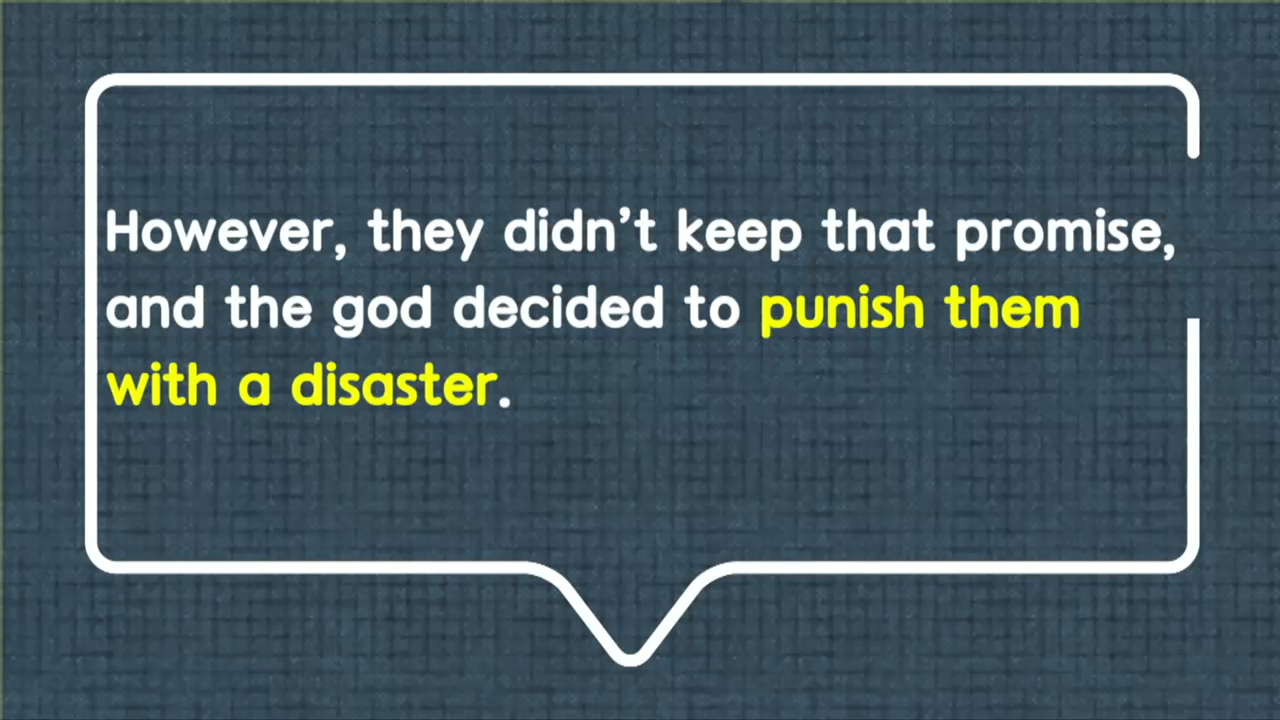 However, they didn’t keep that promise,
and the god decided to punish them
with a disaster.